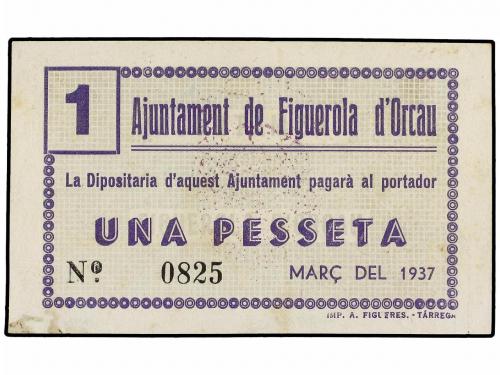 1
Ajuntament de Figuerola d'Orcau
La Dipositaria d'aquest Ajuntament pagarà al portador
UNA PESSETA
Nº. 0825 MARÇ DEL 1937
IMP. A. FIGUERES. - TÁRREGA